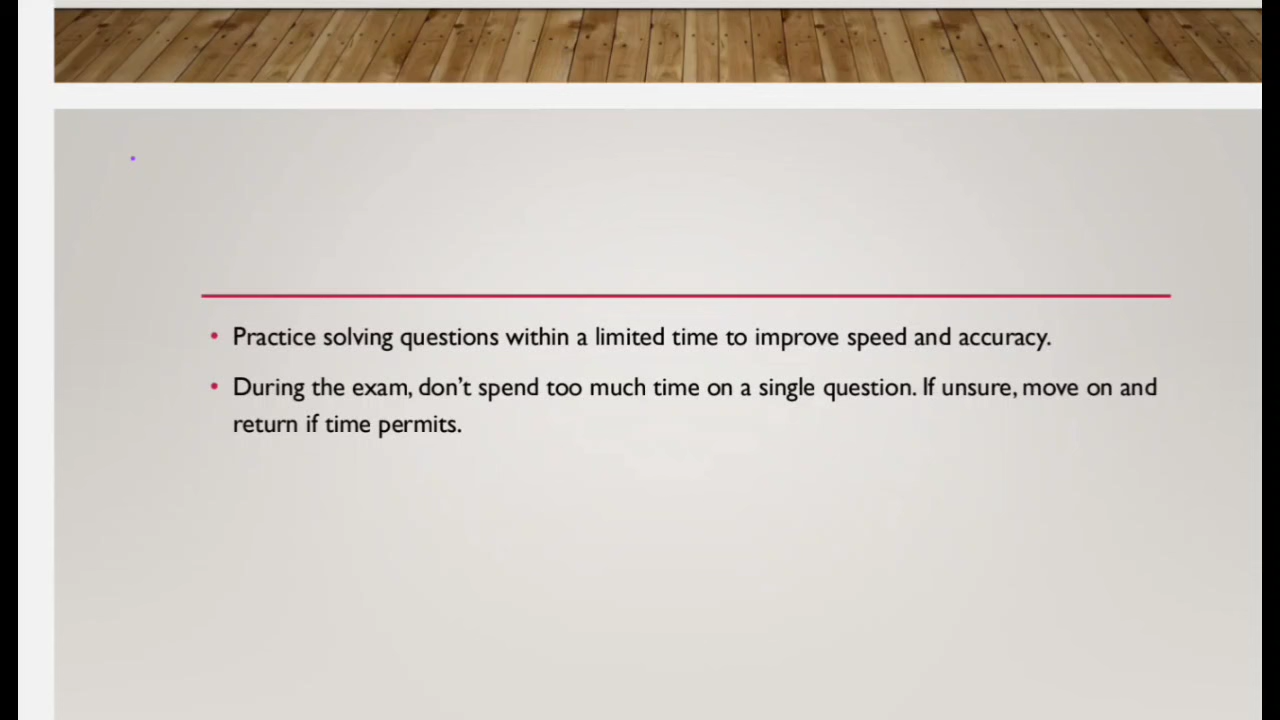 • Practice solving questions within a limited time to improve speed and accuracy.
• During the exam, don’t spend too much time on a single question. If unsure, move on and
return if time permits.